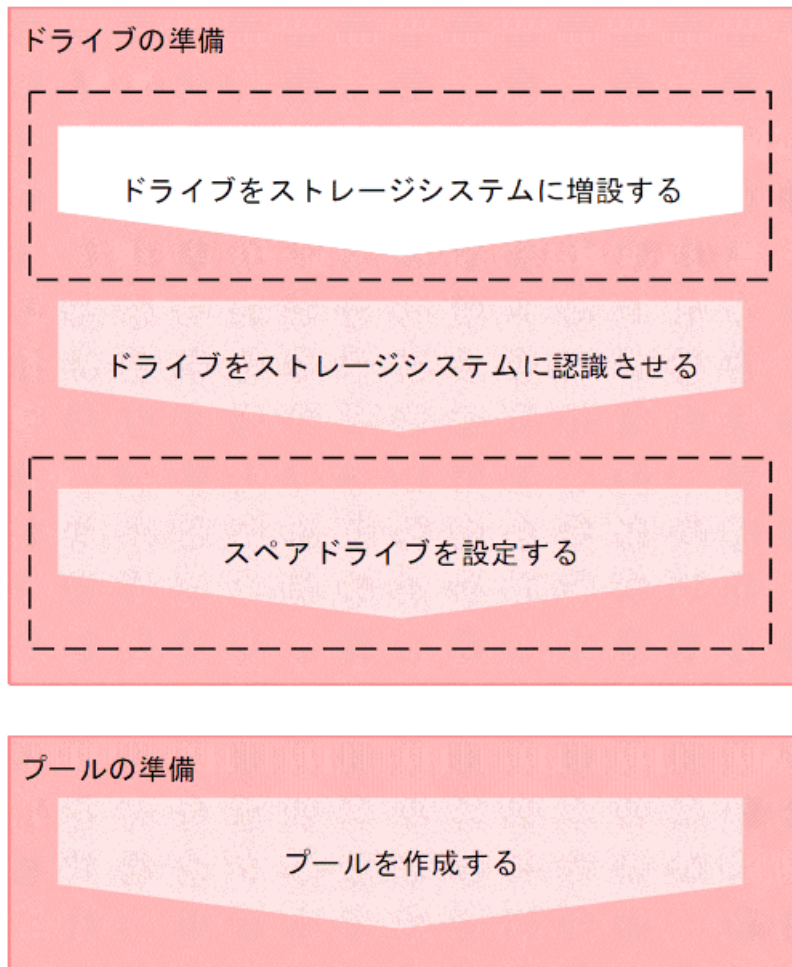 ドライブの準備
ドライブをストレージシステムに増設する
ドライブをストレージシステムに認識させる
スペアドライブを設定する
プールの準備
プールを作成する